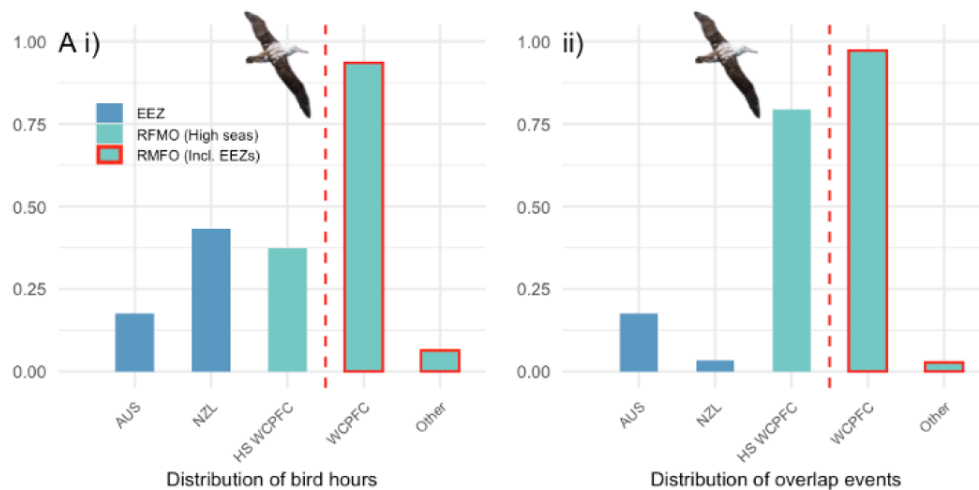 A i)
1.00
0.75
0.50
0.25
0.00
EEZ
RFMO (High seas)
RMFO (Incl. EEZs)
AUS
NZL
HS WCPFC
WCPFC
Other
Distribution of bird hours
ii)
1.00
0.75
0.50
0.25
0.00
AUS
NZL
HS WCPFC
WCPFC
Other
Distribution of overlap events